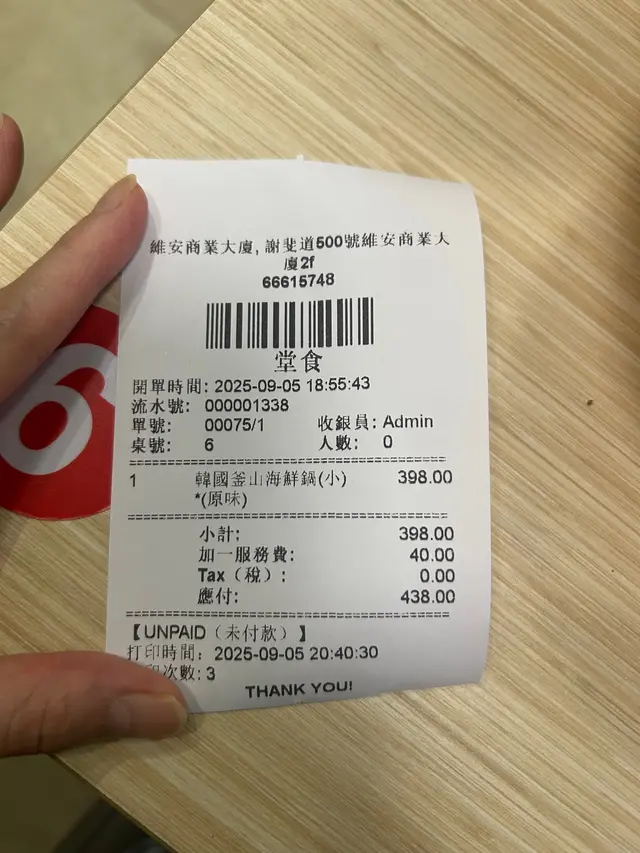 維安商業大廈, 謝斐道500號維安商業大
廈2f
66615748
堂食
開單時間: 2025-09-05 18:55:43
流水號: 000001338
單號: 00075/1 收銀員: Admin
桌號: 6 人數: 0
1 韓國釜山海鮮鍋(小) 398.00
*(原味)
小計: 398.00
加一服務費: 40.00
Tax（稅）: 0.00
應付: 438.00
【UNPAID（未付款）】
打印時間: 2025-09-05 20:40:30
印次數: 3
THANK YOU!
6